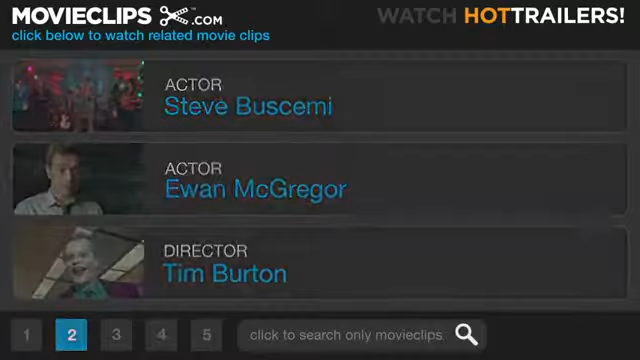 MOVIECLIPS™.COM
WATCH HOTTRAILERS!
click below to watch related movie clips
ACTOR
Steve Buscemi
ACTOR
Ewan McGregor
DIRECTOR
Tim Burton
1 2 3 4 5 click to search only movieclips